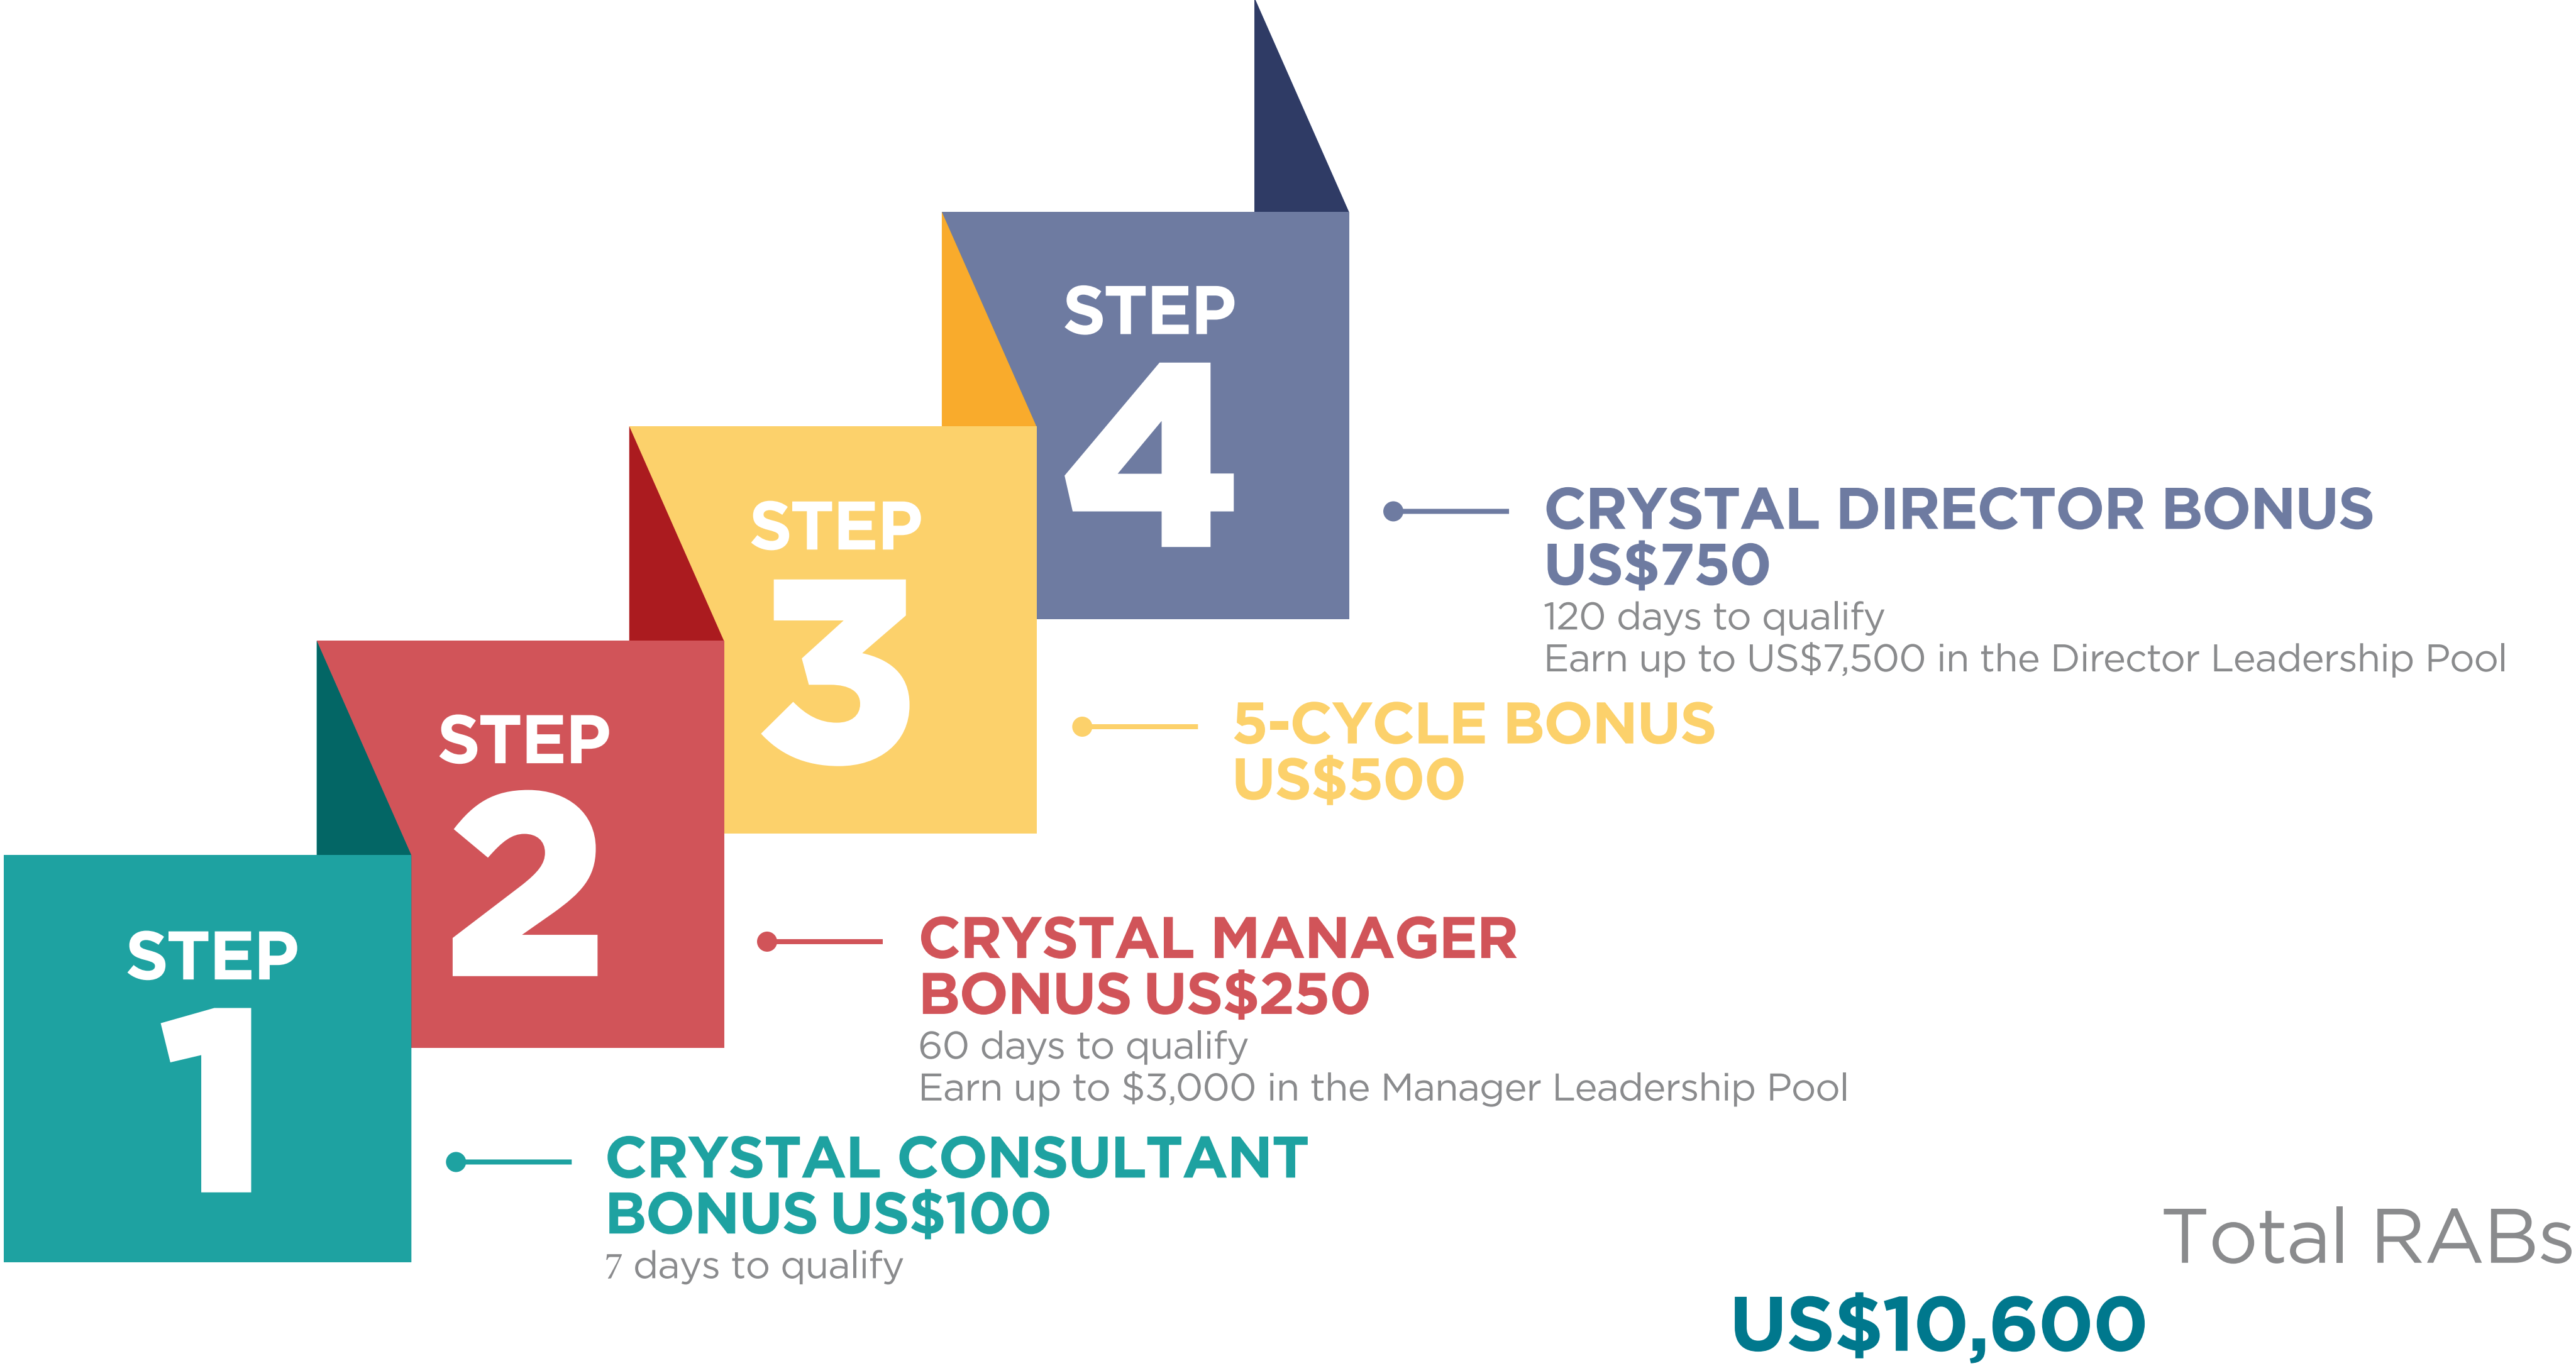 STEP
4
CRYSTAL DIRECTOR BONUS
US$750
120 days to qualify
Earn up to US$7,500 in the Director Leadership Pool
STEP
3
5-CYCLE BONUS
US$500
STEP
2
CRYSTAL MANAGER
BONUS US$250
60 days to qualify
Earn up to $3,000 in the Manager Leadership Pool
STEP
1
CRYSTAL CONSULTANT
BONUS US$100
7 days to qualify
Total RABs
US$10,600